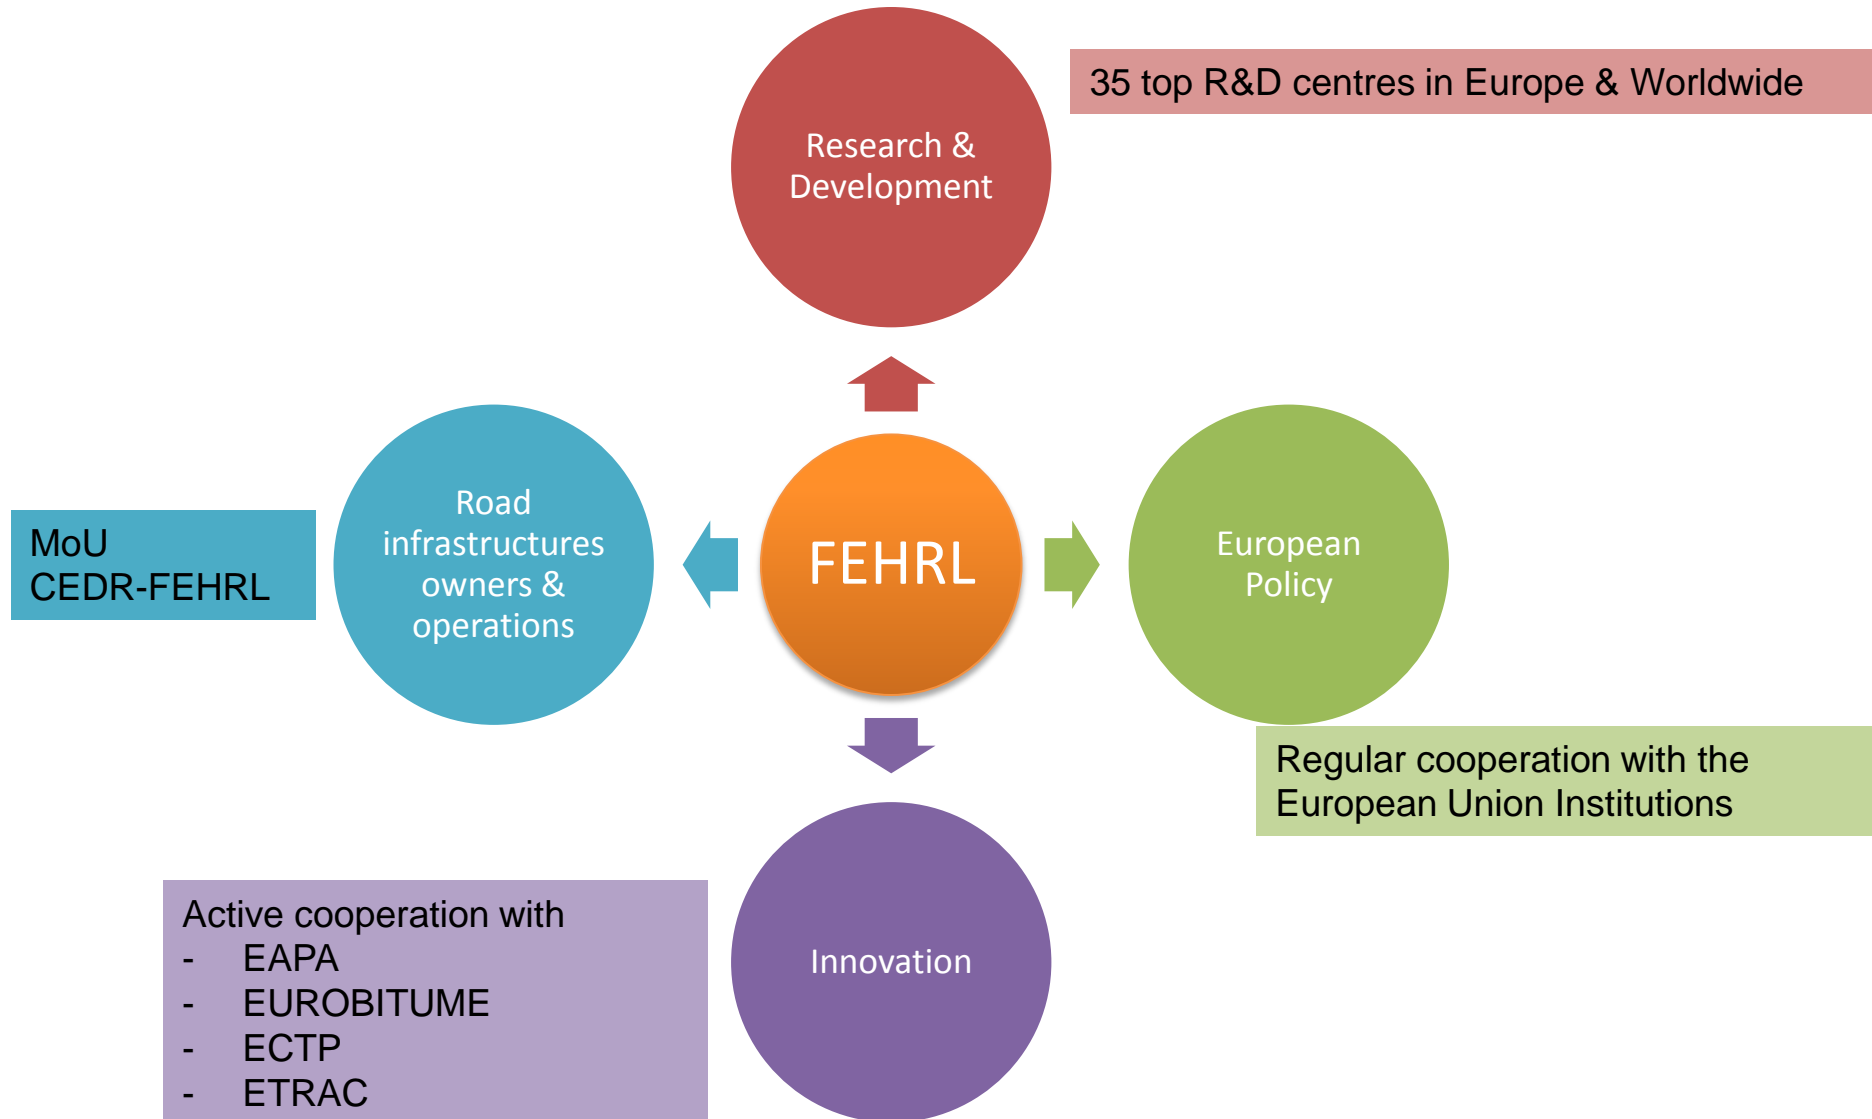 35 top R&D centres in Europe & Worldwide
Research &
Development
Road
infrastructures
owners &
operations
MoU
CEDR-FEHRL
FEHRL
European
Policy
Regular cooperation with the
European Union Institutions
Active cooperation with
- EAPA
- EUROBITUME
- ECTP
- ETRAC
Innovation